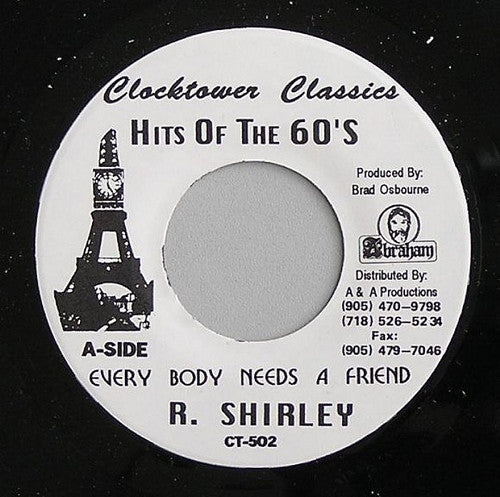 Clocktower Classics
HITS OF THE 60'S
Produced By:
Brad Osbourne
Abraham
Distributed By:
A & A Productions
(905) 470-9798
(718) 526-5234
Fax:
(905) 479-7046
A-SIDE
EVERY BODY NEEDS A FRIEND
R. SHIRLEY
CT-502